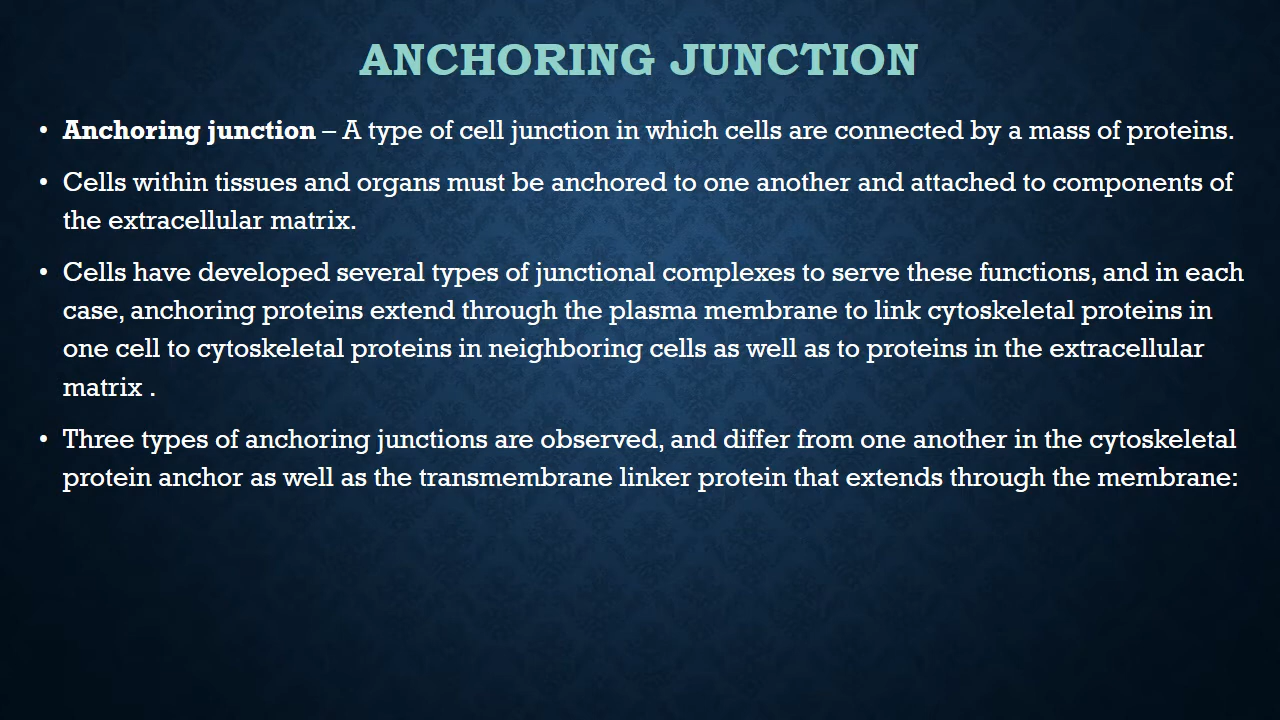 ANCHORING JUNCTION
• Anchoring junction – A type of cell junction in which cells are connected by a mass of proteins.
• Cells within tissues and organs must be anchored to one another and attached to components of
the extracellular matrix.
• Cells have developed several types of junctional complexes to serve these functions, and in each
case, anchoring proteins extend through the plasma membrane to link cytoskeletal proteins in
one cell to cytoskeletal proteins in neighboring cells as well as to proteins in the extracellular
matrix .
• Three types of anchoring junctions are observed, and differ from one another in the cytoskeletal
protein anchor as well as the transmembrane linker protein that extends through the membrane: